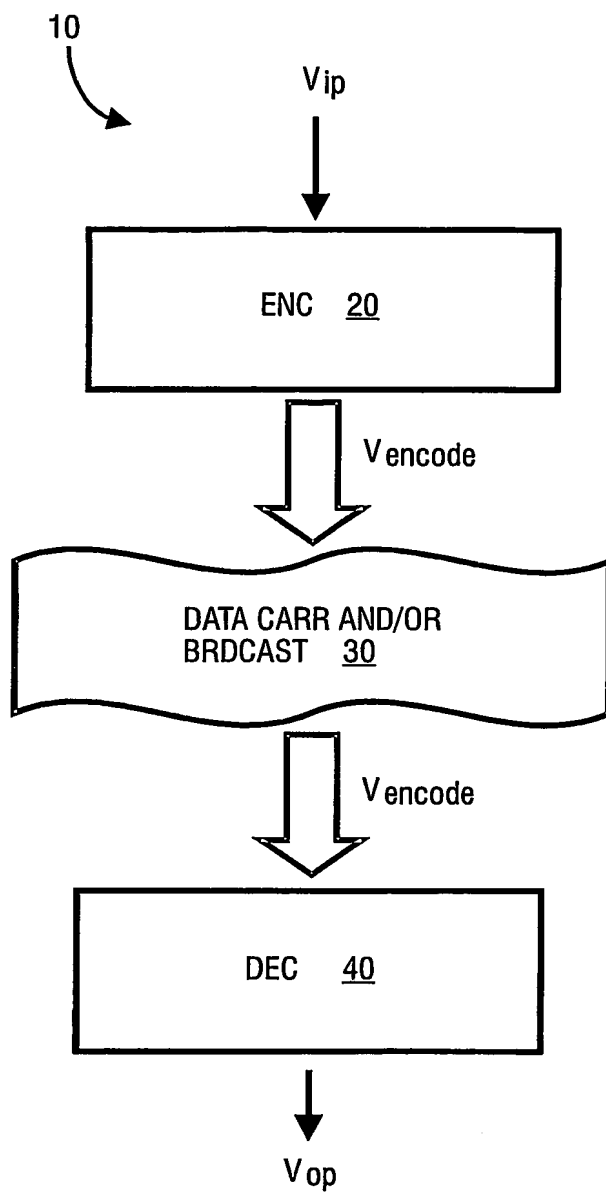 10
Vip
ENC 20
Vencode
DATA CARR AND/OR
BRDCAST 30
Vencode
DEC 40
Vop